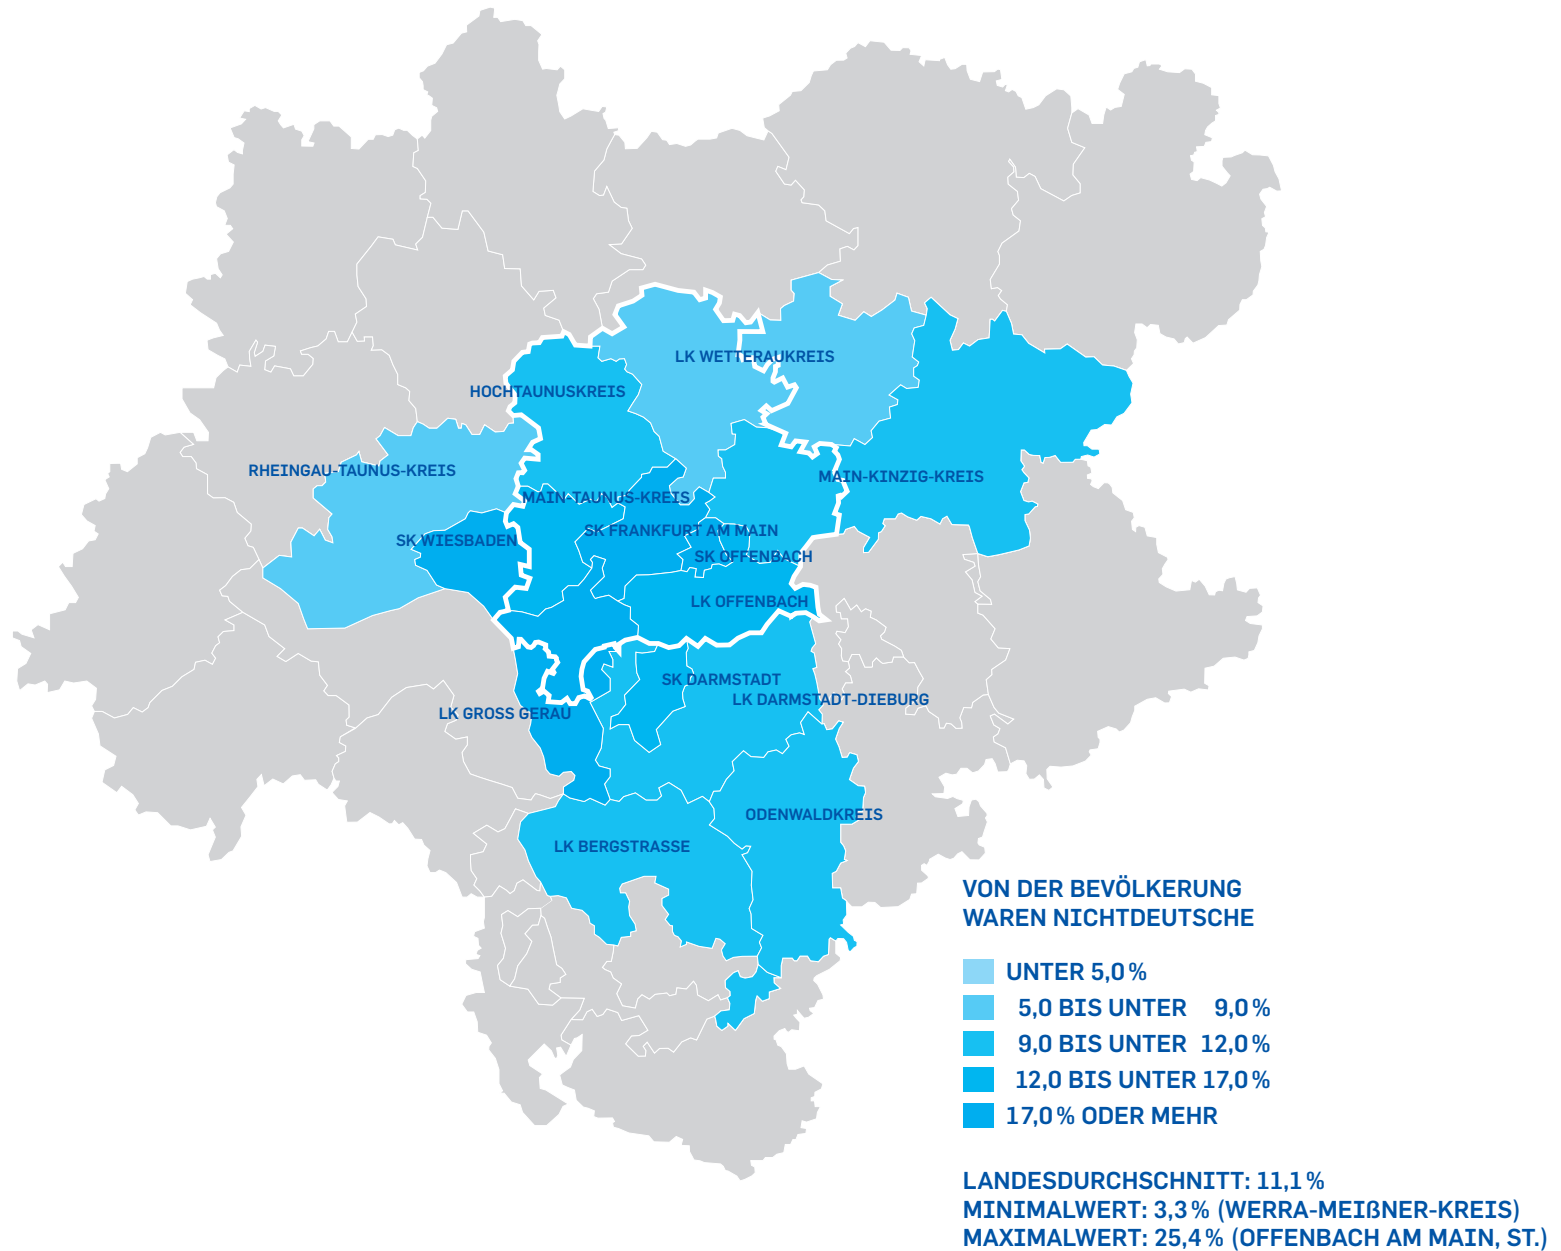 LK WETTERAUKREIS
HOCHTAUNUSKREIS
RHEINGAU-TAUNUS-KREIS
MAIN-KINZIG-KREIS
MAIN-TAUNUS-KREIS
SK FRANKFURT AM MAIN
SK WIESBADEN
SK OFFENBACH
LK OFFENBACH
SK DARMSTADT
LK DARMSTADT-DIEBURG
LK GROSS GERAU
ODENWALDKREIS
LK BERGSTRASSE
VON DER BEVÖLKERUNG
WAREN NICHTDEUTSCHE
UNTER 5,0 %
5,0 BIS UNTER 9,0 %
9,0 BIS UNTER 12,0 %
12,0 BIS UNTER 17,0 %
17,0 % ODER MEHR
LANDESDURCHSCHNITT: 11,1 %
MINIMALWERT: 3,3 % (WERRA-MEIßNER-KREIS)
MAXIMALWERT: 25,4 % (OFFENBACH AM MAIN, ST.)